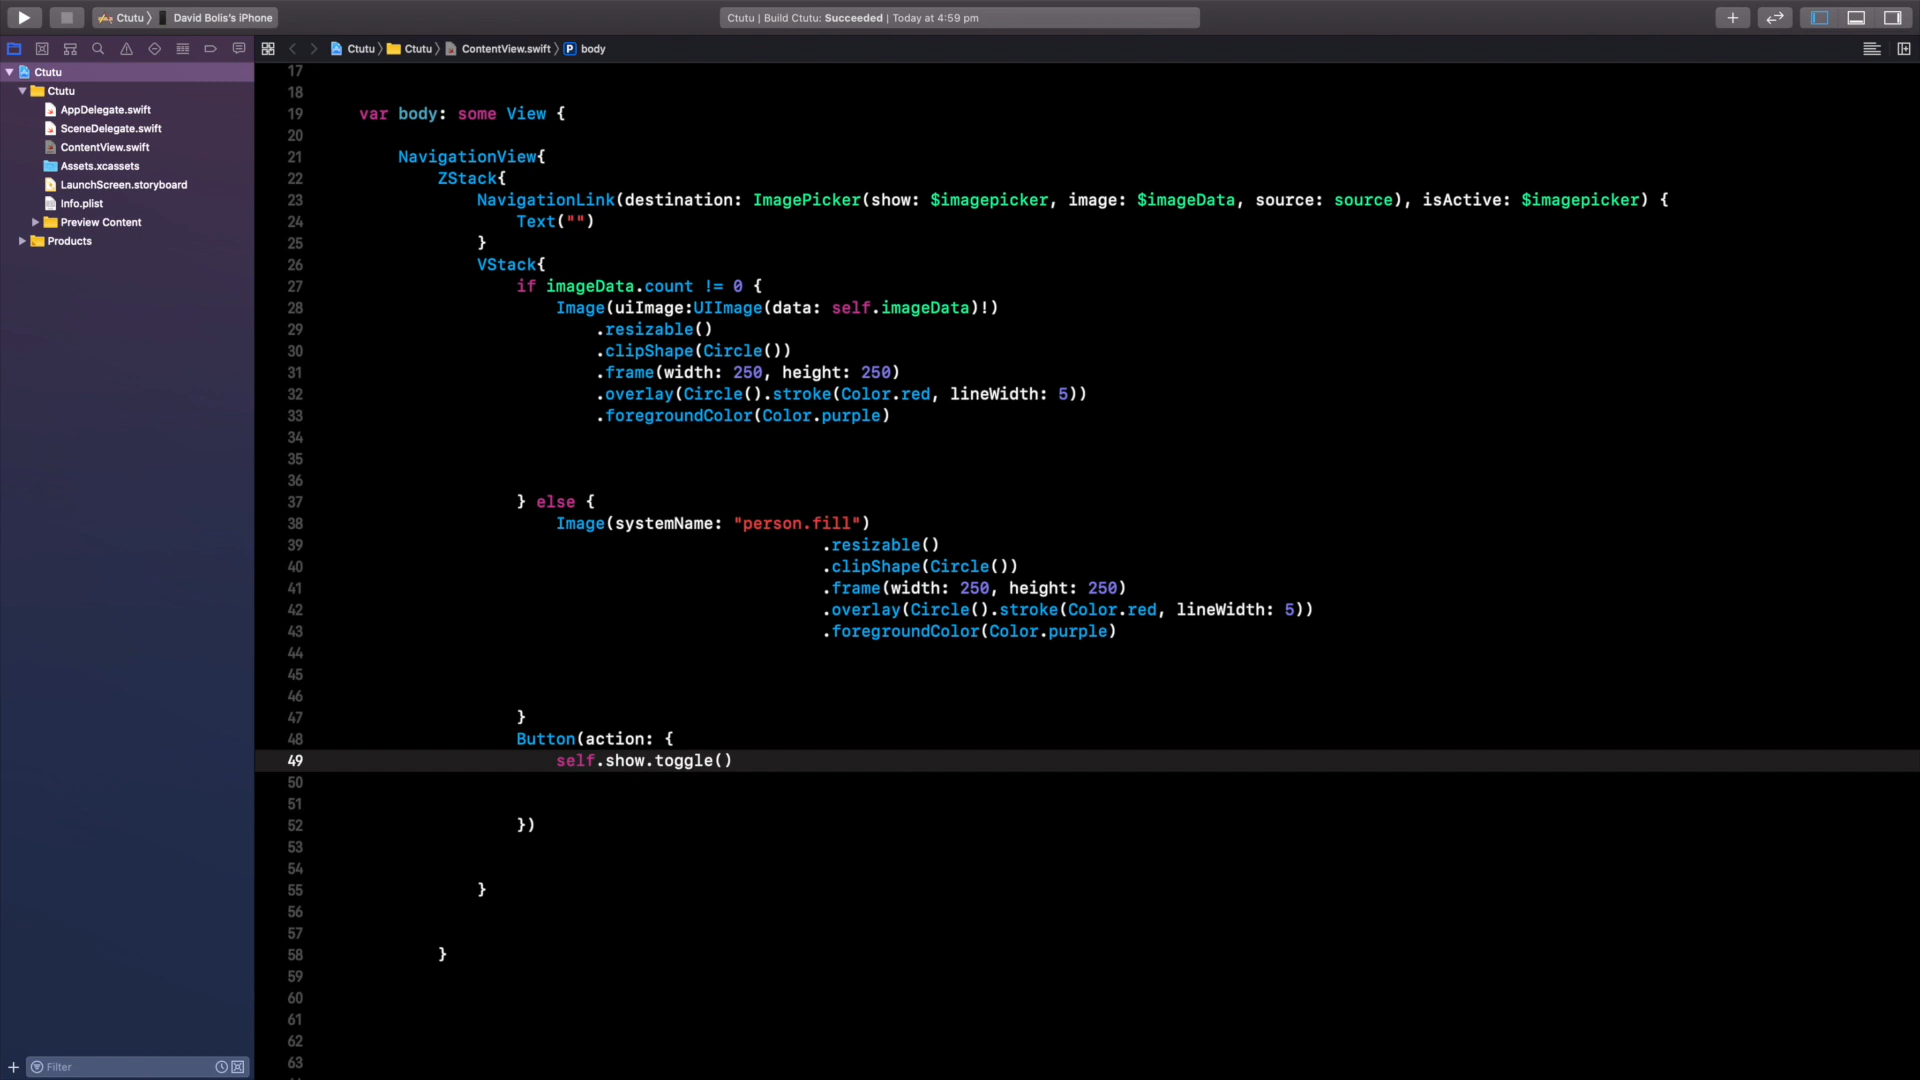 Ctutu
David Bolis's iPhone
Ctutu | Build Ctutu: Succeeded | Today at 4:59 pm
Ctutu
Ctutu
ContentView.swift
P body
Ctutu
Ctutu
AppDelegate.swift
SceneDelegate.swift
ContentView.swift
Assets.xcassets
LaunchScreen.storyboard
Info.plist
Preview Content
Products
Filter
17
18
19 var body: some View {
20
21 NavigationView{
22 ZStack{
23 NavigationLink(destination: ImagePicker(show: $imagepicker, image: $imageData, source: source), isActive: $imagepicker) {
24 Text("")
25 }
26 VStack{
27 if imageData.count != 0 {
28 Image(uiImage:UIImage(data: self.imageData)!)
29 .resizable()
30 .clipShape(Circle())
31 .frame(width: 250, height: 250)
32 .overlay(Circle().stroke(Color.red, lineWidth: 5))
33 .foregroundColor(Color.purple)
34
35
36
37 } else {
38 Image(systemName: "person.fill")
39 .resizable()
40 .clipShape(Circle())
41 .frame(width: 250, height: 250)
42 .overlay(Circle().stroke(Color.red, lineWidth: 5))
43 .foregroundColor(Color.purple)
44
45
46
47 }
48 Button(action: {
49 self.show.toggle()
50
51
52 })
53
54
55 }
56
57
58 }
59
60
61
62
63